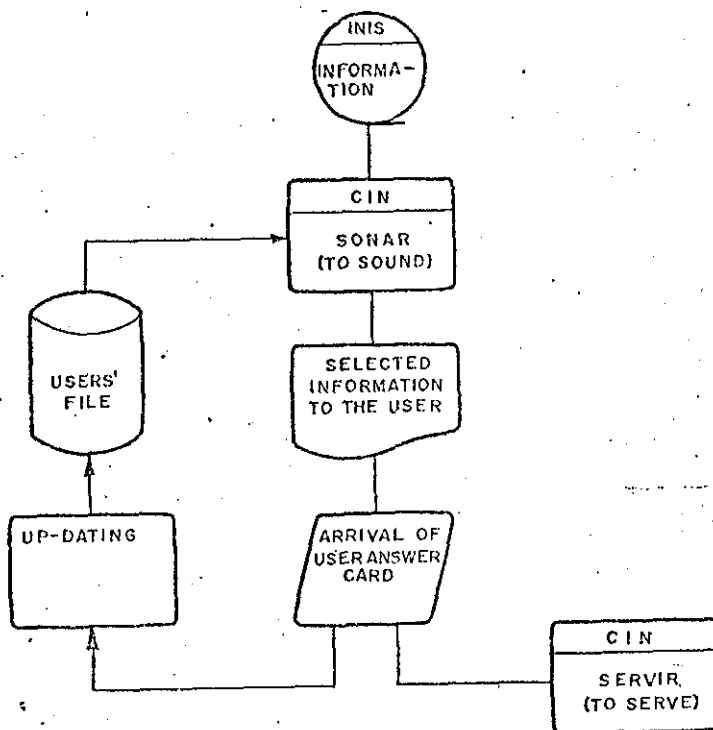 INIS
INFORMA-
TION
CIN
SONAR
(TO SOUND)
SELECTED
INFORMATION
TO THE USER
USERS'
FILE
UP-DATING
ARRIVAL OF
USER ANSWER
CARD
CIN
SERVIR
(TO SERVE)